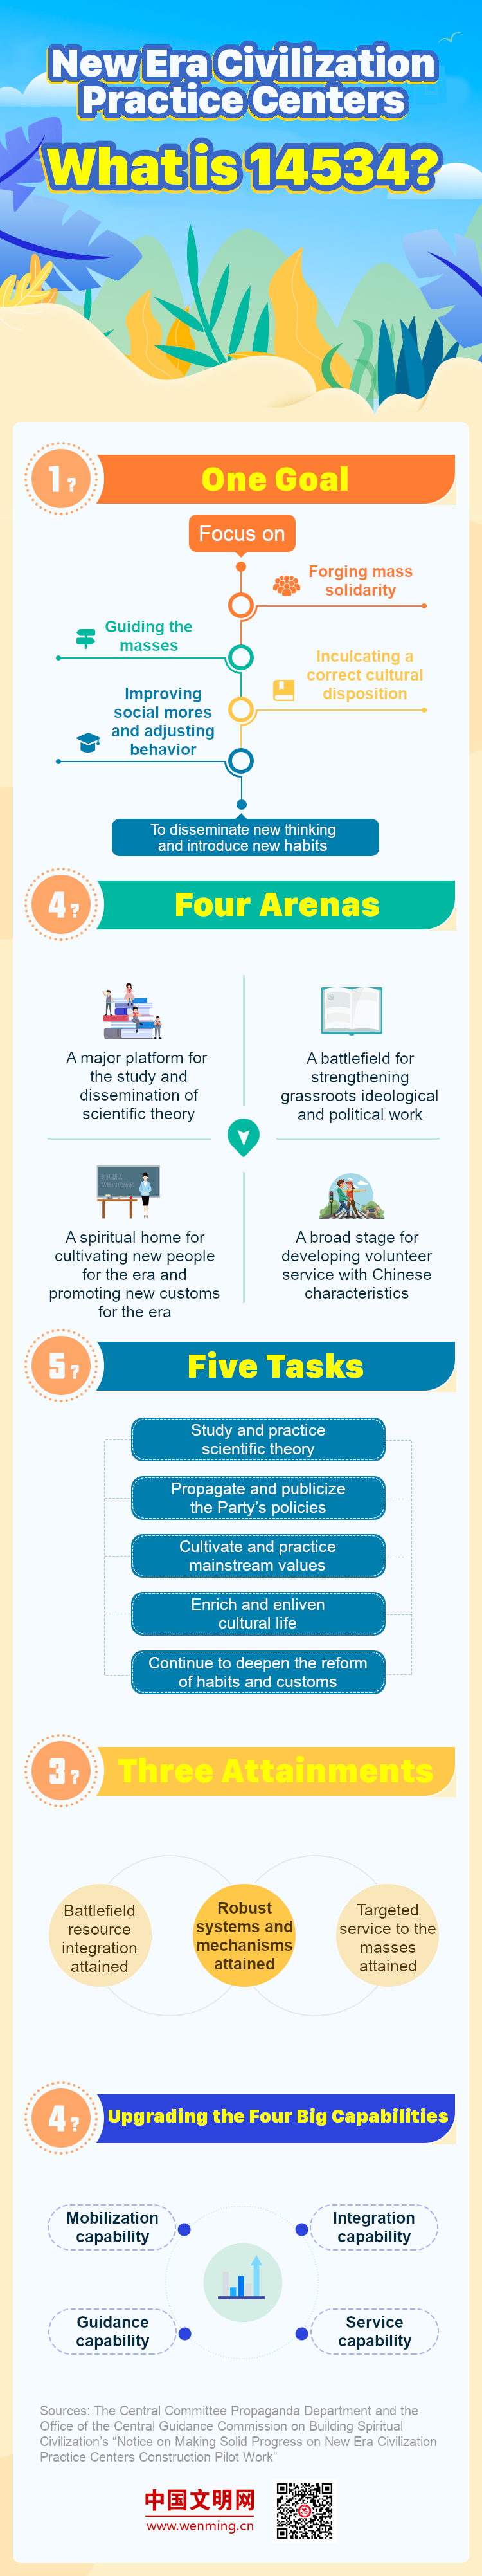 New Era Civilization
Practice Centers
What is 14534?
1 ?
One Goal
Focus on
Forging mass
solidarity
Guiding the
masses
Inculcating a
correct cultural
disposition
Improving
social mores
and adjusting
behavior
To disseminate new thinking
and introduce new habits
4 ?
Four Arenas
A major platform for
the study and
dissemination of
scientific theory
A battlefield for
strengthening
grassroots ideological
and political work
A spiritual home for
cultivating new people
for the era and
promoting new customs
for the era
A broad stage for
developing volunteer
service with Chinese
characteristics
5 ?
Five Tasks
Study and practice
scientific theory
Propagate and publicize
the Party’s policies
Cultivate and practice
mainstream values
Enrich and enliven
cultural life
Continue to deepen the reform
of habits and customs
3 ?
Three Attainments
Battlefield
resource
integration
attained
Robust
systems and
mechanisms
attained
Targeted
service to the
masses
attained
4 ?
Upgrading the Four Big Capabilities
Mobilization
capability
Integration
capability
Guidance
capability
Service
capability
Sources: The Central Committee Propaganda Department and the
Office of the Central Guidance Commission on Building Spiritual
Civilization’s “Notice on Making Solid Progress on New Era Civilization
Practice Centers Construction Pilot Work”
中国文明网
www.wenming.cn